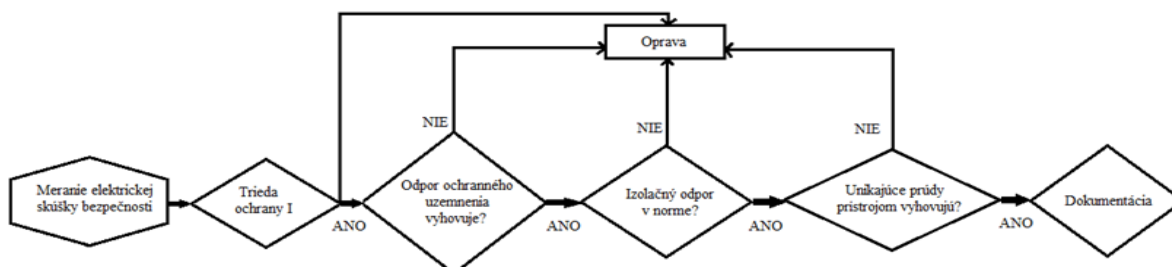 Oprava
NIE
NIE
NIE
Meranie elektrickej
skúšky bezpečnosti
Trieda
ochrany I
ANO
Odpor ochranného
uzemnenia
vyhovuje?
ANO
Izolačný odpor
v norme?
ANO
Unikajúce prúdy
prístrojom vyhovujú?
ANO
Dokumentácia